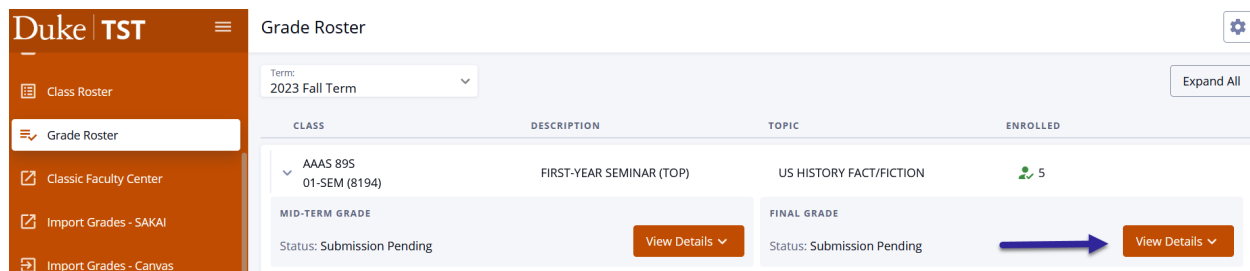 Duke TST
Grade Roster
Class Roster
Grade Roster
Classic Faculty Center
Import Grades - SAKAI
Import Grades - Canvas
Term:
2023 Fall Term
Expand All
CLASS DESCRIPTION TOPIC ENROLLED
AAAS 89S
01-SEM (8194)
FIRST-YEAR SEMINAR (TOP) US HISTORY FACT/FICTION 5
MID-TERM GRADE
Status: Submission Pending
View Details
FINAL GRADE
Status: Submission Pending
View Details